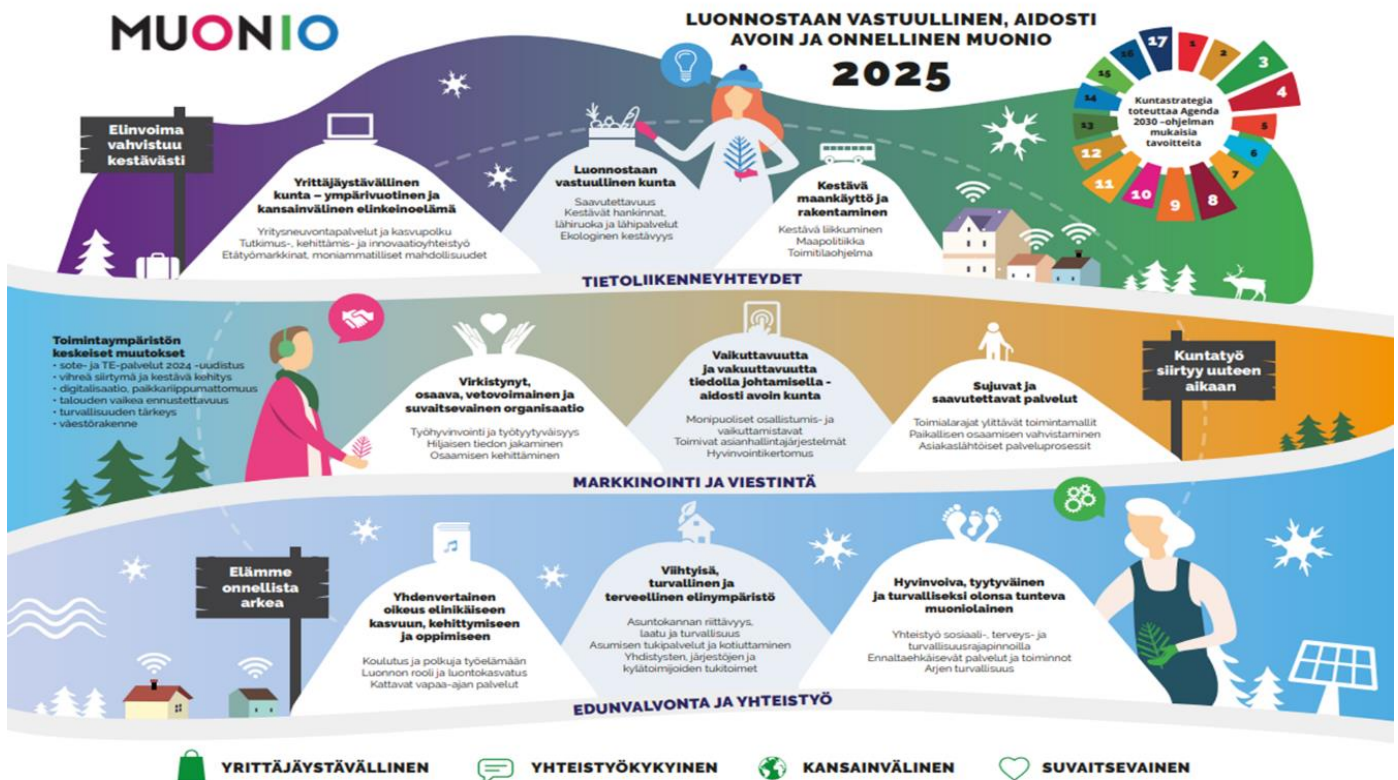 MUONIO
LUONNOSTAAN VASTUULLINEN, AIDOSTI
AVOIN JA ONNELLINEN MUONIO
2025
1
2
3
4
5
6
7
8
9
10
11
12
13
14
15
16
17
Kuntastrategia
toteuttaa Agenda
2030 -ohjelman
mukaisia
tavoitteita
Elinvoima
vahvistuu
kestävästi
Yrittäjäystävällinen
kunta – ympärivuotinen ja
kansainvälinen elinkeinoelämä
Yritysneuvontapalvelut ja kasvupolku
Tutkimus-, kehittämis- ja innovaatioyhteistyö
Etätyömarkkinat, moniammatilliset mahdollisuudet
Luonnostaan
vastuullinen kunta
Saavutettavuus
Kestävät hankinnat,
lähiruoka ja lähipalvelut
Ekologinen kestävyys
Kestävä
maankäyttö ja
rakentaminen
Kestävä liikkuminen
Maapolitiikka
Toimitilaohjelma
TIETOLIIKENNEYHTEYDET
Toimintaympäristön
keskeiset muutokset
• sote- ja TE-palvelut 2024 -uudistus
• vihreä siirtymä ja kestävä kehitys
• digitalisaatio, paikkariippumattomuus
• talouden vaikea ennustettavuus
• turvallisuuden tärkeys
• väestörakenne
Virkistynyt,
osaava, vetovoimainen ja
suvaitsevainen organisaatio
Työhyvinvointi ja työtyytyväisyys
Hiljaisen tiedon jakaminen
Osaamisen kehittäminen
Vaikuttavuutta
ja vakuuttavuutta
tiedolla johtamisella -
aidosti avoin kunta
Monipuoliset osallistumis- ja
vaikuttamistavat
Toimivat asianhallintajärjestelmät
Hyvinvointikertomus
Sujuvat ja
saavutettavat palvelut
Toimialarajat ylittävät toimintamallit
Paikallisen osaamisen vahvistaminen
Asiakaslähtöiset palveluprosessit
Kuntatyö
siirtyy uuteen
aikaan
MARKKINOINTI JA VIESTINTÄ
Elämme
onnellista
arkea
Yhdenvertainen
oikeus elinikäiseen
kasvuun, kehittymiseen
ja oppimiseen
Koulutus ja polkuja työelämään
Luonnon rooli ja luontokasvatus
Kattavat vapaa-ajan palvelut
Viihtyisä,
turvallinen ja
terveellinen elinympäristö
Asuntokannan riittävyys,
laatu ja turvallisuus
Asumisen tukipalvelut ja kotiuttaminen
Yhdistysten, järjestöjen ja
kylätoimijoiden tukitoimet
Hyvinvoiva, tyytyväinen
ja turvalliseksi olonsa tunteva
muoniolainen
Yhteistyö sosiaali-, terveys- ja
turvallisuusrajapinnoilla
Ennaltaehkäisevät palvelut ja toiminnot
Arjen turvallisuus
EDUNVALVONTA JA YHTEISTYÖ
YRITTÄJÄYSTÄVÄLLINEN
YHTEISTYÖKYKYINEN
KANSAINVÄLINEN
SUVAITSEVAINEN